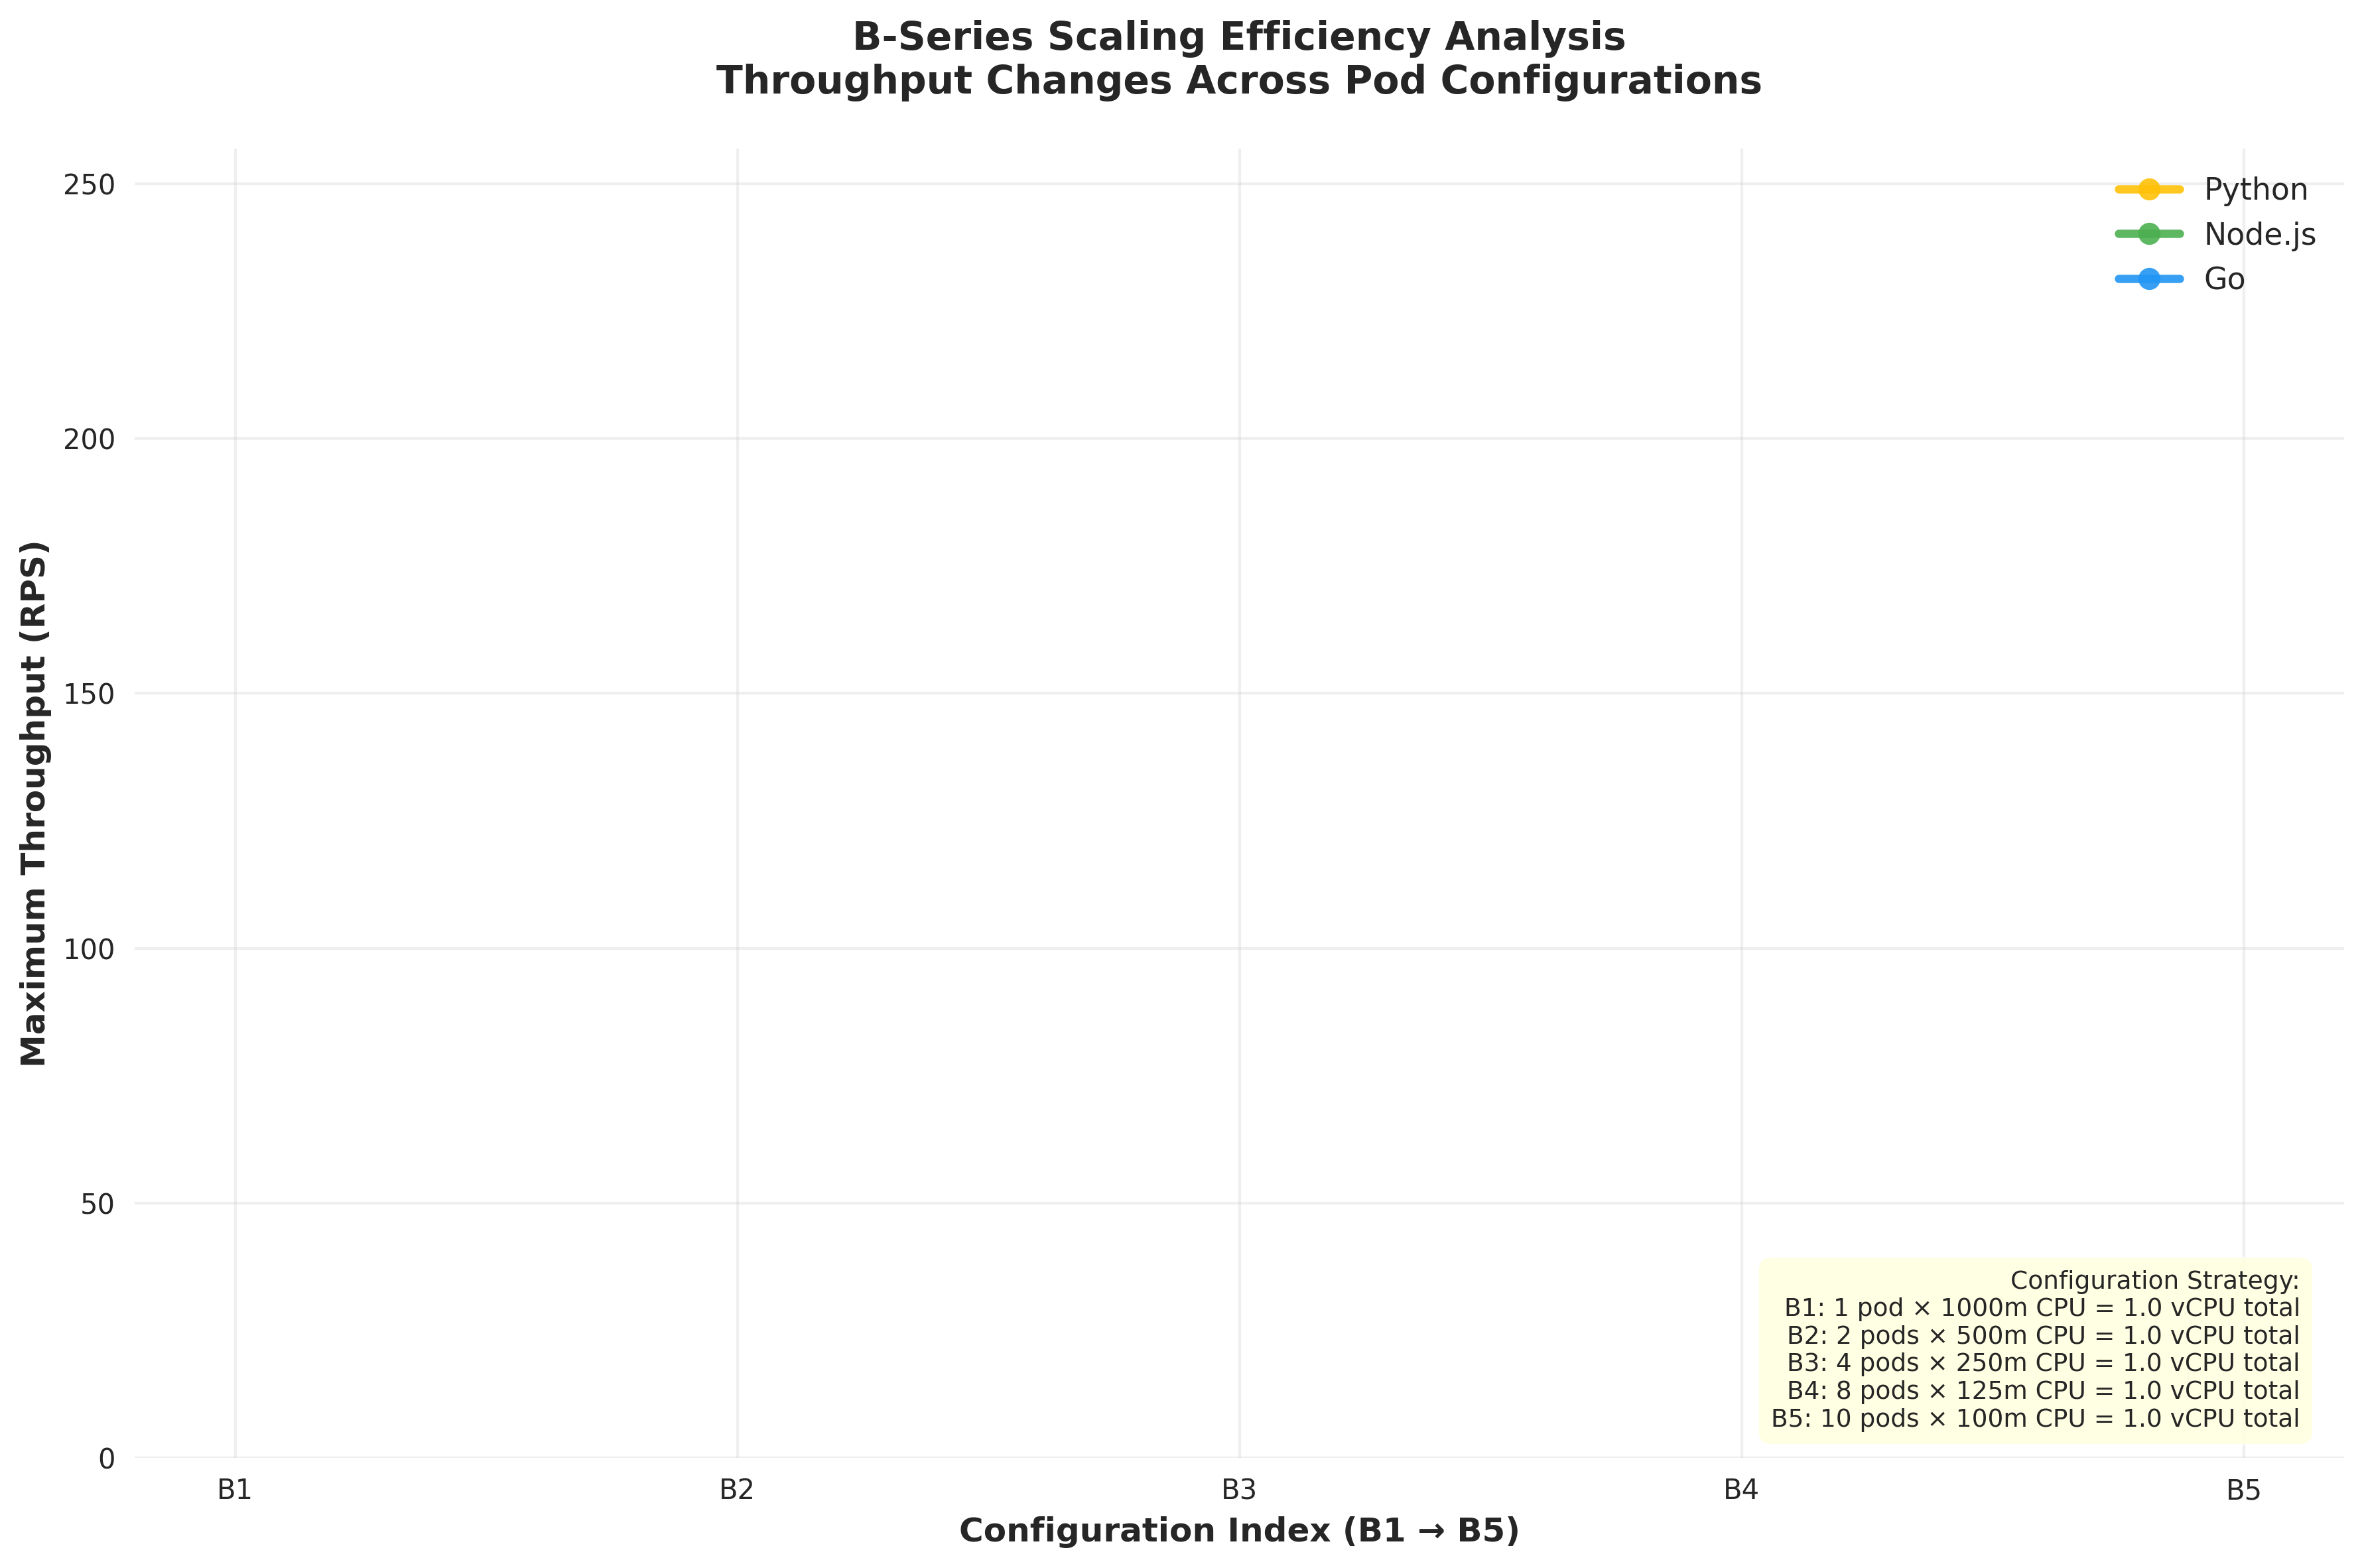 B-Series Scaling Efficiency Analysis
Throughput Changes Across Pod Configurations
Maximum Throughput (RPS)
250
200
150
100
50
0
Python
Node.js
Go
Configuration Strategy:
B1: 1 pod × 1000m CPU = 1.0 vCPU total
B2: 2 pods × 500m CPU = 1.0 vCPU total
B3: 4 pods × 250m CPU = 1.0 vCPU total
B4: 8 pods × 125m CPU = 1.0 vCPU total
B5: 10 pods × 100m CPU = 1.0 vCPU total
B1 B2 B3 B4 B5
Configuration Index (B1 → B5)